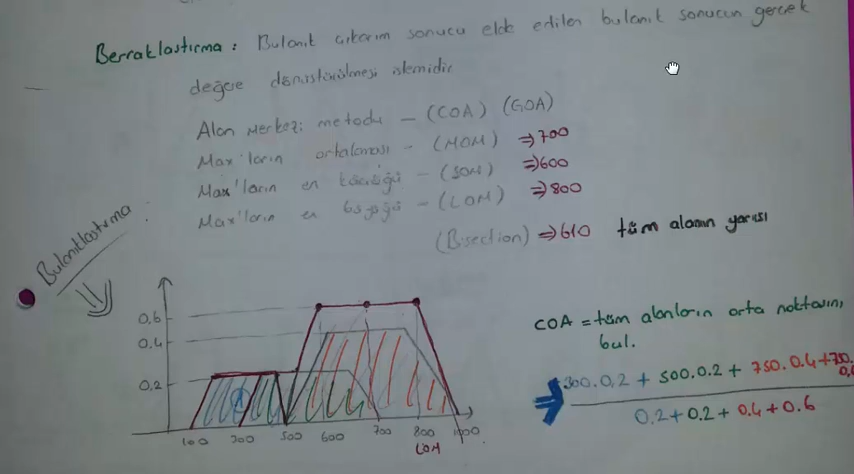 Berraklastırma : Bulanık çıkarım sonucu elde edilen bulanık sonucun gerçek
değere dönüştürülmesi işlemidir
Alan Merkezi metodu - (COA) (GOA)
Max'ların ortalaması - (MOM) ⇒ 700
Max'ların en küçüğü - (SOM) ⇒ 600
Max'ların en büyüğü - (LOM) ⇒ 800
(Bisection) ⇒ 610 tüm alanın yarısı
Bulanıklastırma :
0.6
0.4
0.2
100 300 500 600 700 800 1000
LOM
COA = tüm alanların orta noktasını
bul.
300.0,2 + 500.0.2 + 750.0.4 +
0.2 + 0.2 + 0.4 + 0.6